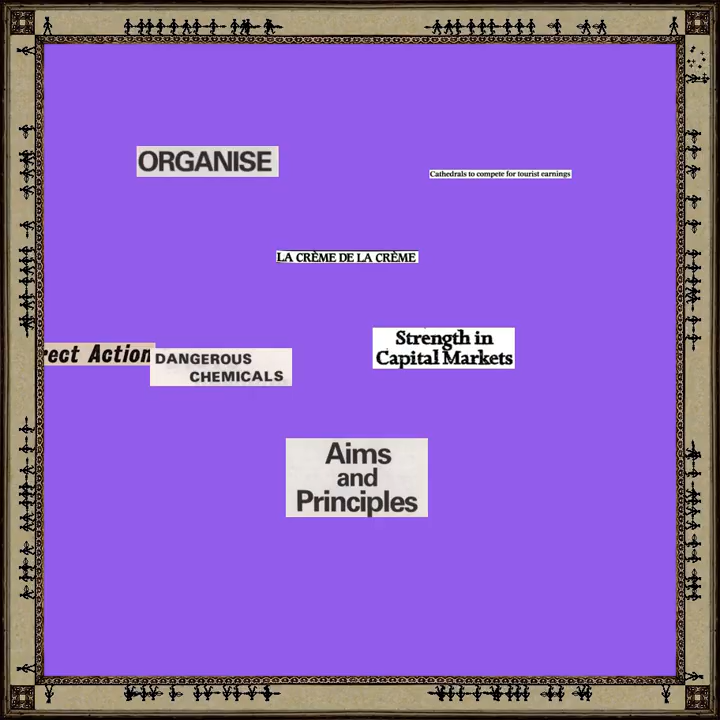 ORGANISE
Cathedrals to compete for tourist earnings
LA CRÈME DE LA CRÈME
Strength in
Capital Markets
rect Action
DANGEROUS
CHEMICALS
Aims
and
Principles